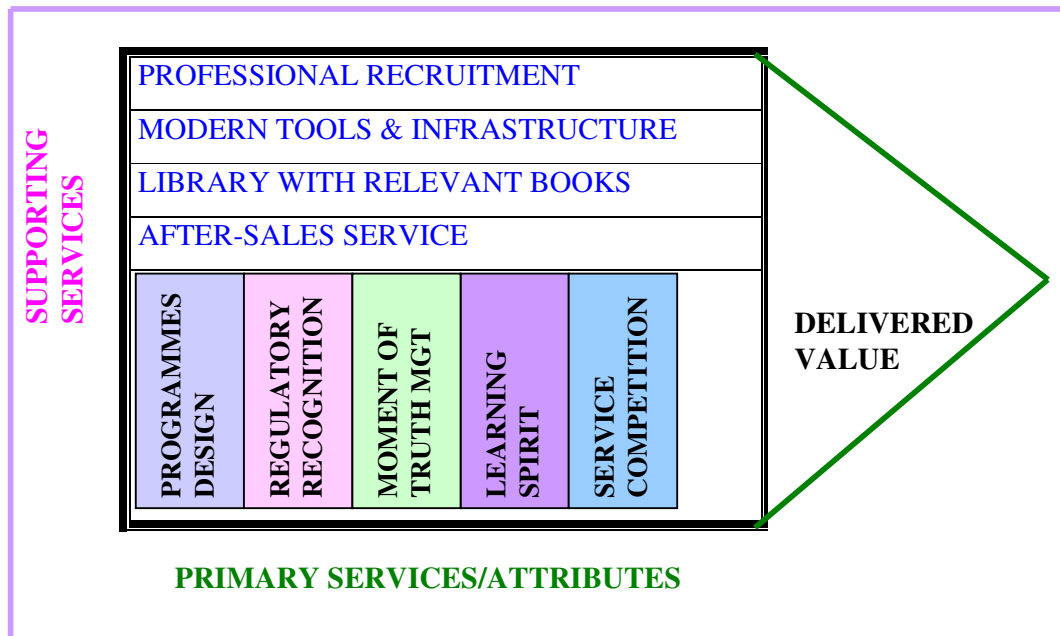 PROFESSIONAL RECRUITMENT
MODERN TOOLS & INFRASTRUCTURE
LIBRARY WITH RELEVANT BOOKS
AFTER-SALES SERVICE
SUPPORTING
SERVICES
PROGRAMMES
DESIGN
REGULATORY
RECOGNITION
MOMENT OF
TRUTH MGT
LEARNING
SPIRIT
SERVICE
COMPETITION
DELIVERED
VALUE
PRIMARY SERVICES/ATTRIBUTES